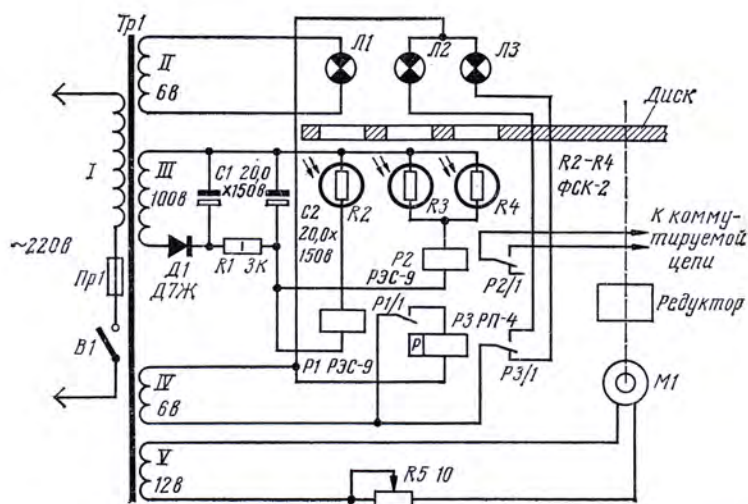 Тр1
II
6В
Л1
Л2
Л3
Диск
I
III
100В
С1 20,0
×150В
С2
20,0×
150В
R2
R3
R4
R2–R4
ФСК-2
К комму-
тируемой
цепи
~220В
Пр1
Д1
Д7Ж
R1 3К
Р2
РЭС-9
Р2/1
Р1/1
Р3 РП-4
Р
Редуктор
В1
Р1 РЭС-9
Р3/1
М1
IV
6В
V
12В
R5 10